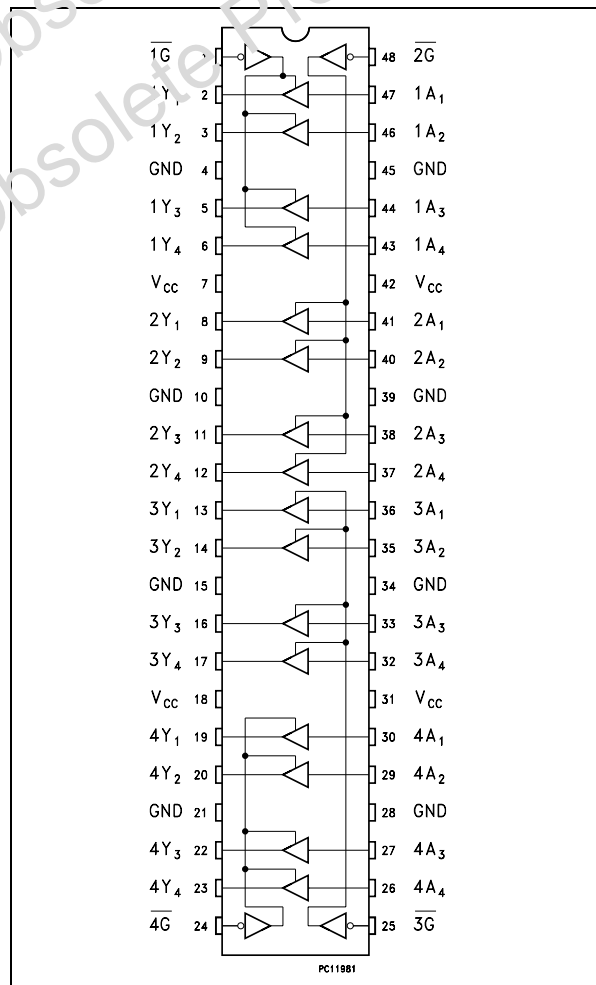 Obsolete Pro
Obsolete
1G 48 2G
1Y1 2 47 1A1
1Y2 3 46 1A2
GND 4 45 GND
1Y3 5 44 1A3
1Y4 6 43 1A4
VCC 7 42 VCC
2Y1 8 41 2A1
2Y2 9 40 2A2
GND 10 39 GND
2Y3 11 38 2A3
2Y4 12 37 2A4
3Y1 13 36 3A1
3Y2 14 35 3A2
GND 15 34 GND
3Y3 16 33 3A3
3Y4 17 32 3A4
VCC 18 31 VCC
4Y1 19 30 4A1
4Y2 20 29 4A2
GND 21 28 GND
4Y3 22 27 4A3
4Y4 23 26 4A4
4G 24 25 3G
PC11981